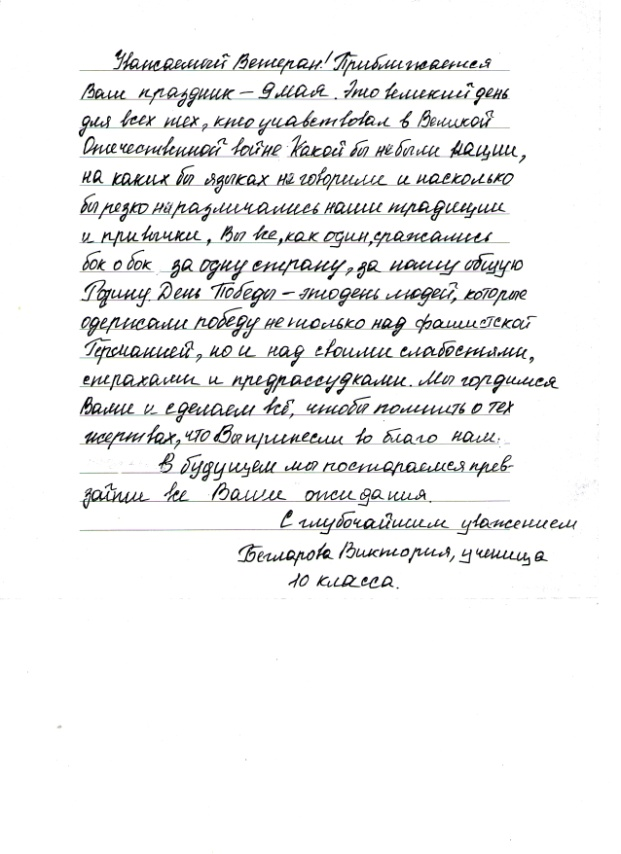 Уважаемый Ветеран! Приближается
Ваш праздник – 9 мая. Это великий день
для всех тех, кто учавствовал в Великой
Отечественной войне. Какой бы не были нации,
на каких бы языках не говорили и насколько
бы резко не различались наши традиции
и привычки, Вы все, как один, сражались
бок о бок за одну страну, за нашу общую
Родину. День Победы – это день людей, которые
одержали победу не только над фашистской
Германией, но и над своими слабостями,
страхами и предрассудками. Мы гордимся
Вами и сделаем всё, чтобы помнить о тех
жертвах, что Вы принесли во благо нам.
В будущем мы постараемся прев-
зайти все Ваши ожидания.
С глубочайшим уважением
Бегларова Виктория, ученица
10 класса.